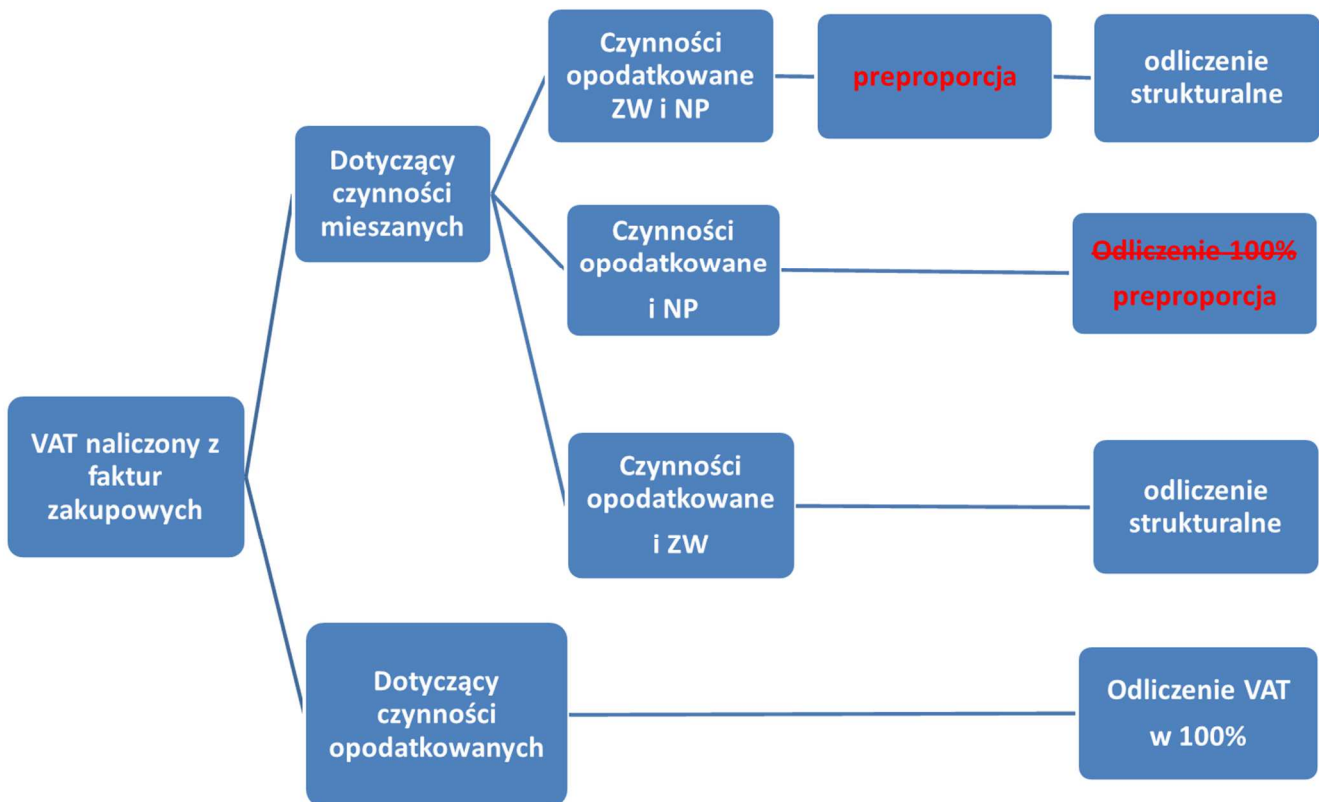 Czynności
opodatkowane
ZW i NP
preproporcja
odliczenie
strukturalne
Dotyczący
czynności
mieszanych
Czynności
opodatkowane
i NP
Odliczenie 100%
preproporcja
VAT naliczony z
faktur
zakupowych
Czynności
opodatkowane
i ZW
odliczenie
strukturalne
Dotyczący
czynności
opodatkowanych
Odliczenie VAT
w 100%